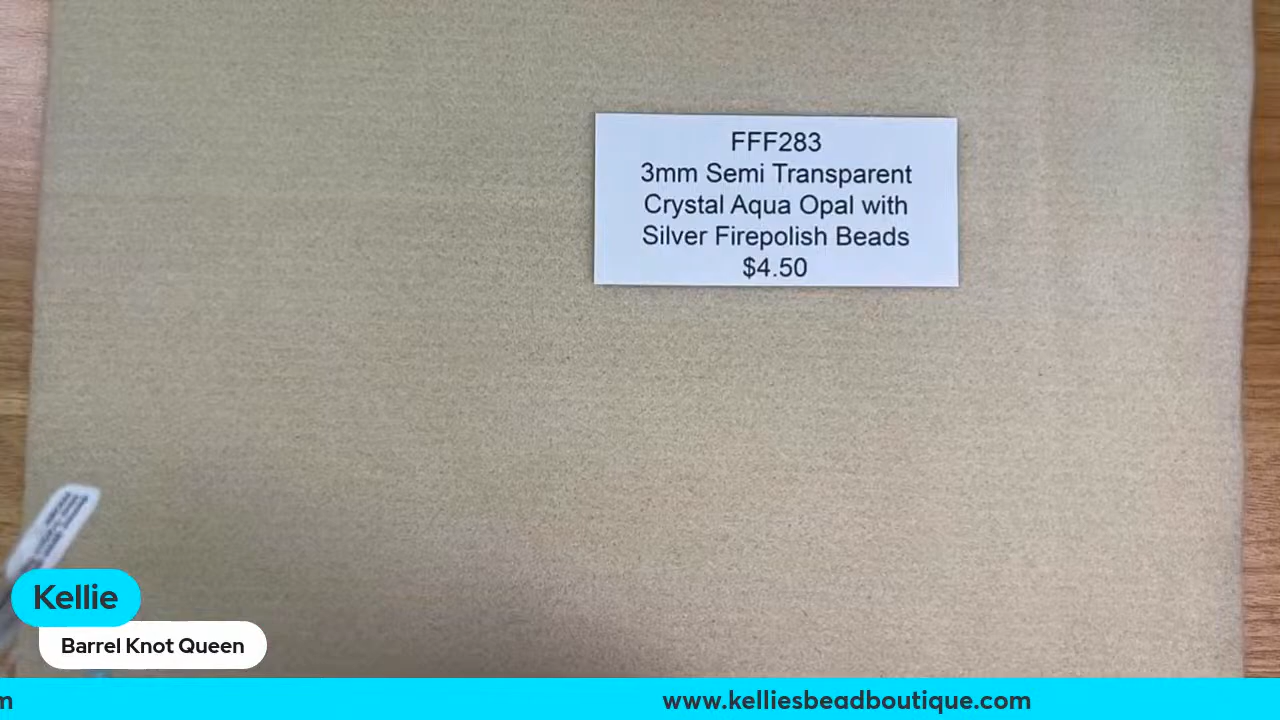 FFF283
3mm Semi Transparent
Crystal Aqua Opal with
Silver Firepolish Beads
$4.50
Kellie
Barrel Knot Queen
m
www.kelliesbeadboutique.com